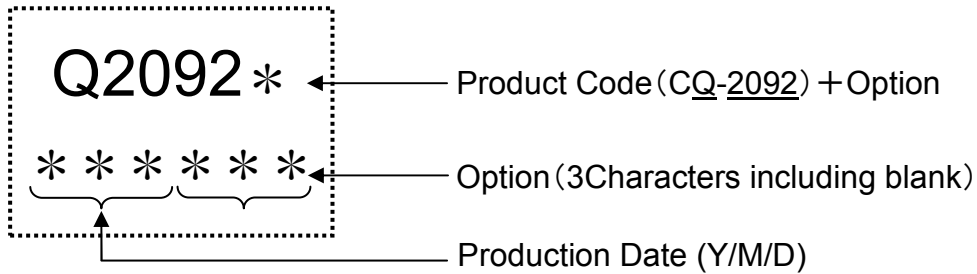 Q2092*
Product Code(CQ-2092)+Option
* * * * * *
Option(3Characters including blank)
Production Date (Y/M/D)